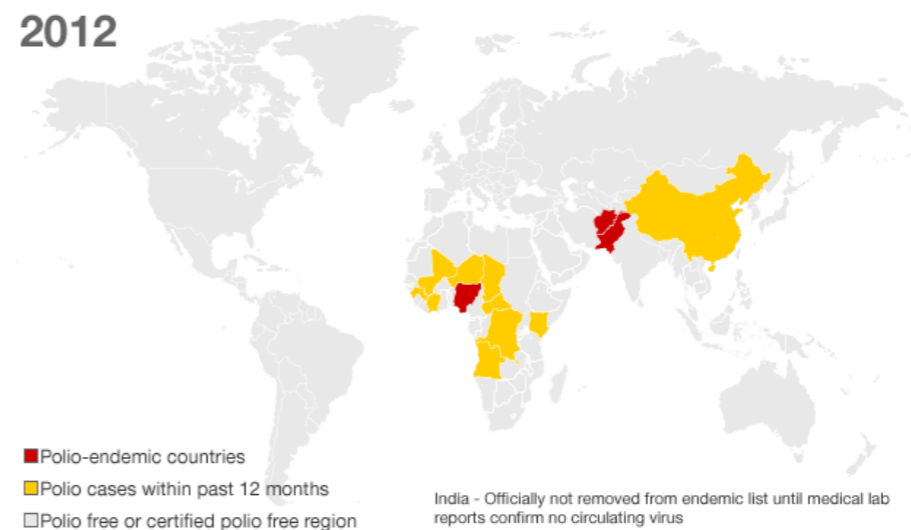 2012
Polio-endemic countries
Polio cases within past 12 months
Polio free or certified polio free region
India - Officially not removed from endemic list until medical lab
reports confirm no circulating virus